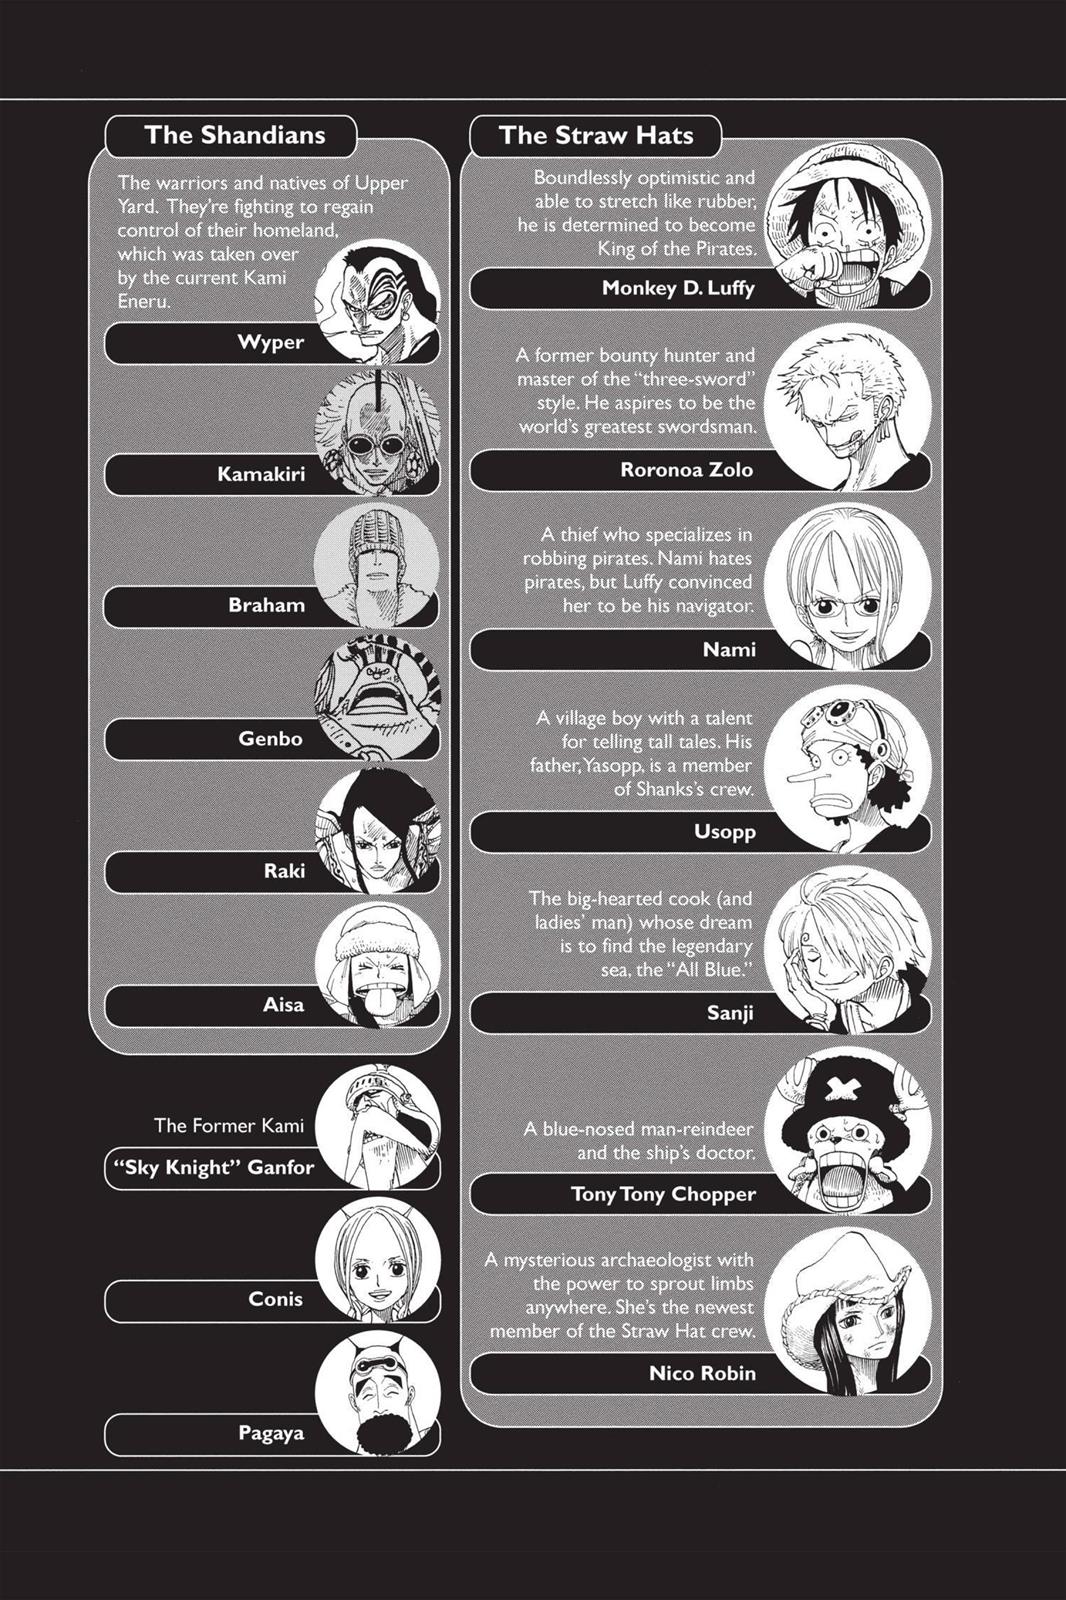 The Shandians
The warriors and natives of Upper
Yard. They're fighting to regain
control of their homeland,
which was taken over
by the current Kami
Eneru.
Wyper
Kamakiri
Braham
Genbo
Raki
Aisa
The Former Kami
"Sky Knight" Ganfor
Conis
Pagaya
The Straw Hats
Boundlessly optimistic and
able to stretch like rubber,
he is determined to become
King of the Pirates.
Monkey D. Luffy
A former bounty hunter and
master of the "three-sword"
style. He aspires to be the
world's greatest swordsman.
Roronoa Zolo
A thief who specializes in
robbing pirates. Nami hates
pirates, but Luffy convinced
her to be his navigator.
Nami
A village boy with a talent
for telling tall tales. His
father, Yasopp, is a member
of Shanks's crew.
Usopp
The big-hearted cook (and
ladies' man) whose dream
is to find the legendary
sea, the "All Blue."
Sanji
A blue-nosed man-reindeer
and the ship's doctor.
Tony Tony Chopper
A mysterious archaeologist with
the power to sprout limbs
anywhere. She's the newest
member of the Straw Hat crew.
Nico Robin